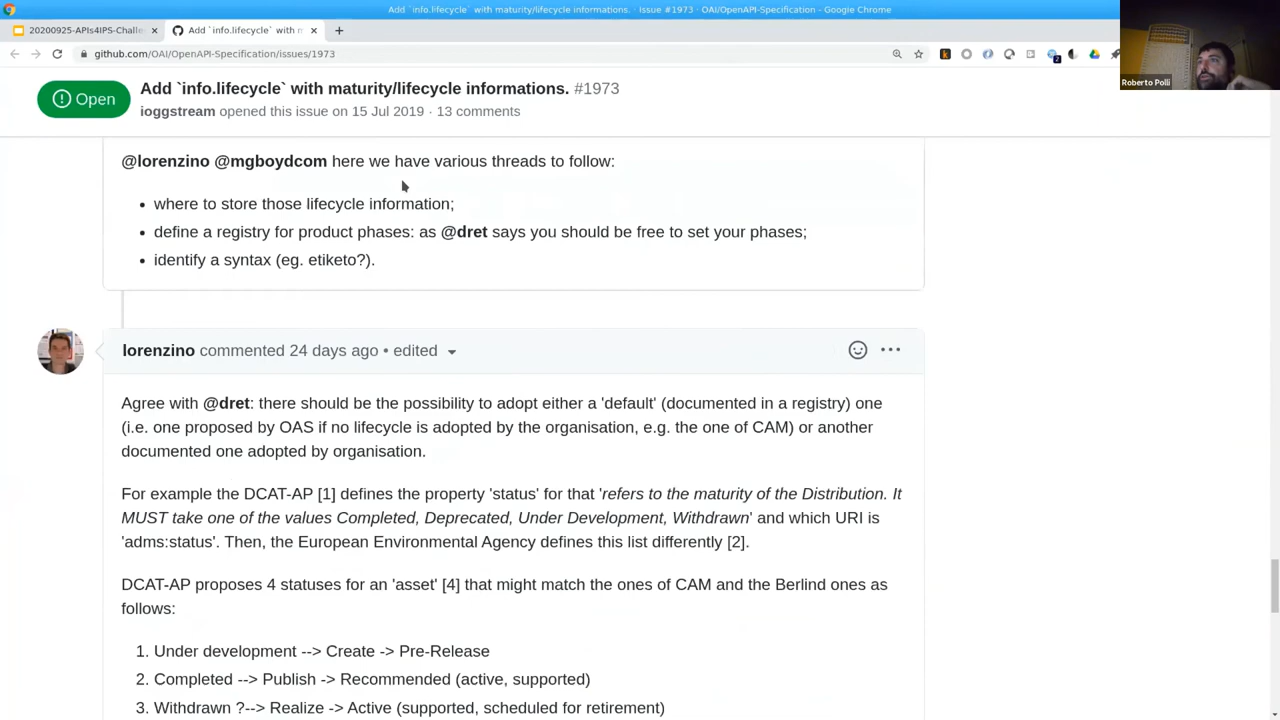 Add `info.lifecycle` with maturity/lifecycle informations. · Issue #1973 · OAI/OpenAPI-Specification - Google Chrome
20200925-APIs4IPS-Challe
Add `info.lifecycle` with m
github.com/OAI/OpenAPI-Specification/issues/1973
Roberto Polli
Open
Add `info.lifecycle` with maturity/lifecycle informations. #1973
ioggstream opened this issue on 15 Jul 2019 · 13 comments
@lorenzino @mgboydcom here we have various threads to follow:
• where to store those lifecycle information;
• define a registry for product phases: as @dret says you should be free to set your phases;
• identify a syntax (eg. etiketo?).
lorenzino commented 24 days ago • edited
Agree with @dret: there should be the possibility to adopt either a 'default' (documented in a registry) one
(i.e. one proposed by OAS if no lifecycle is adopted by the organisation, e.g. the one of CAM) or another
documented one adopted by organisation.
For example the DCAT-AP [1] defines the property 'status' for that 'refers to the maturity of the Distribution. It
MUST take one of the values Completed, Deprecated, Under Development, Withdrawn' and which URI is
'adms:status'. Then, the European Environmental Agency defines this list differently [2].
DCAT-AP proposes 4 statuses for an 'asset' [4] that might match the ones of CAM and the Berlind ones as
follows:
1. Under development --> Create -> Pre-Release
2. Completed --> Publish -> Recommended (active, supported)
3. Withdrawn ?--> Realize -> Active (supported, scheduled for retirement)